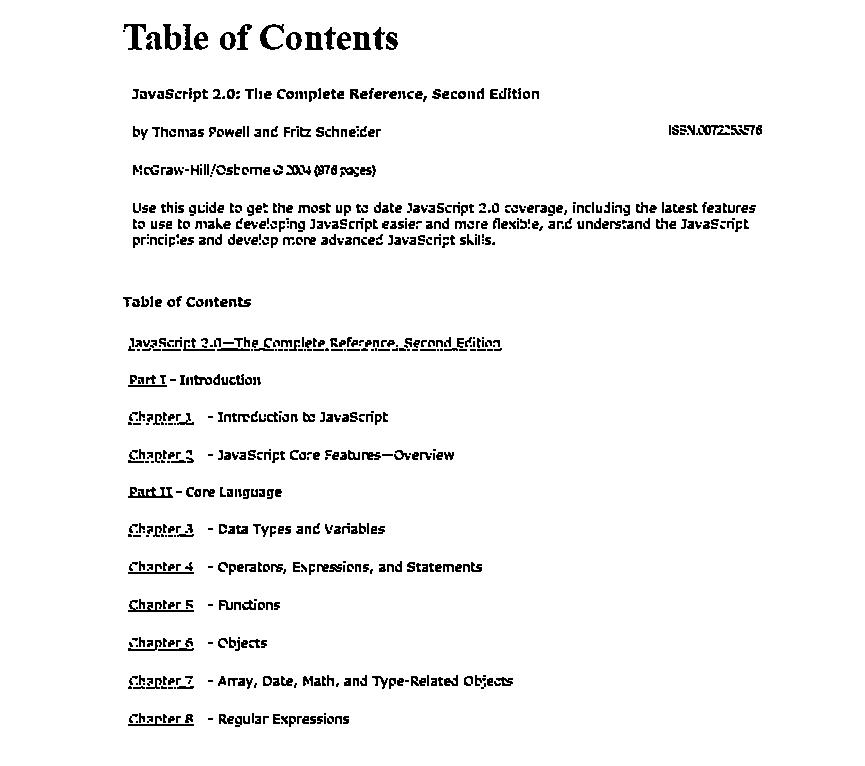 Table of Contents
JavaScript 2.0: The Complete Reference, Second Edition
by Thomas Powell and Fritz Schneider ISBN:0072253576
McGraw-Hill/Osborne © 2004 (976 pages)
Use this guide to get the most up to date JavaScript 2.0 coverage, including the latest features
to use to make developing JavaScript easier and more flexible, and understand the JavaScript
principles and develop more advanced JavaScript skills.
Table of Contents
JavaScript 2.0—The Complete Reference, Second Edition
Part I - Introduction
Chapter 1 - Introduction to JavaScript
Chapter 2 - JavaScript Core Features—Overview
Part II - Core Language
Chapter 3 - Data Types and Variables
Chapter 4 - Operators, Expressions, and Statements
Chapter 5 - Functions
Chapter 6 - Objects
Chapter 7 - Array, Date, Math, and Type-Related Objects
Chapter 8 - Regular Expressions